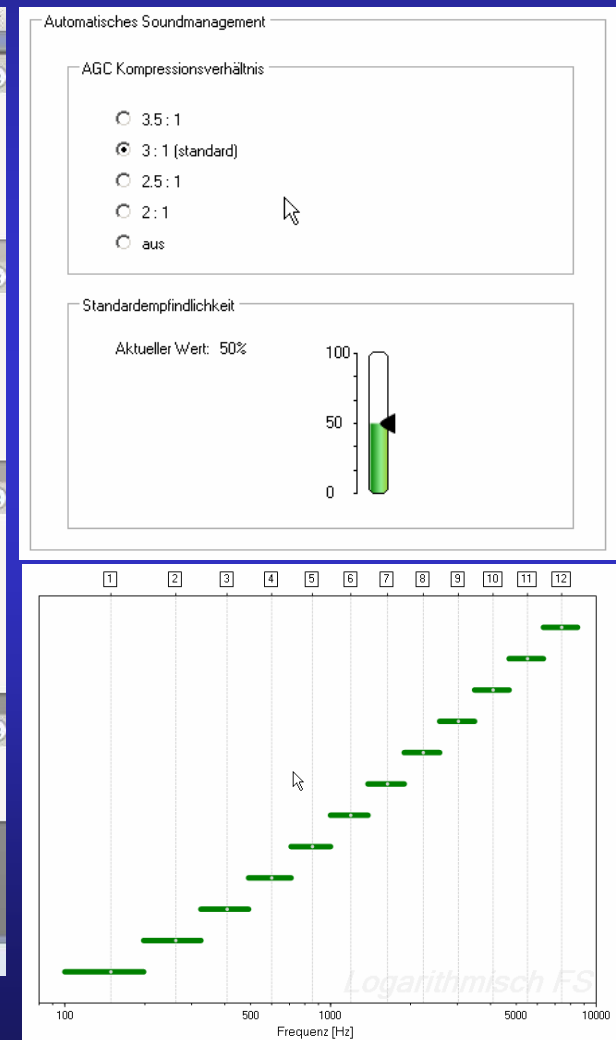 Automatisches Soundmanagement
AGC Kompressionsverhältnis
3.5 : 1
3 : 1 (standard)
2.5 : 1
2 : 1
aus
Standardempfindlichkeit
Aktueller Wert: 50%
100
50
0
1 2 3 4 5 6 7 8 9 10 11 12
Logarithmisch FS
100 500 1000 5000 10000
Frequenz [Hz]